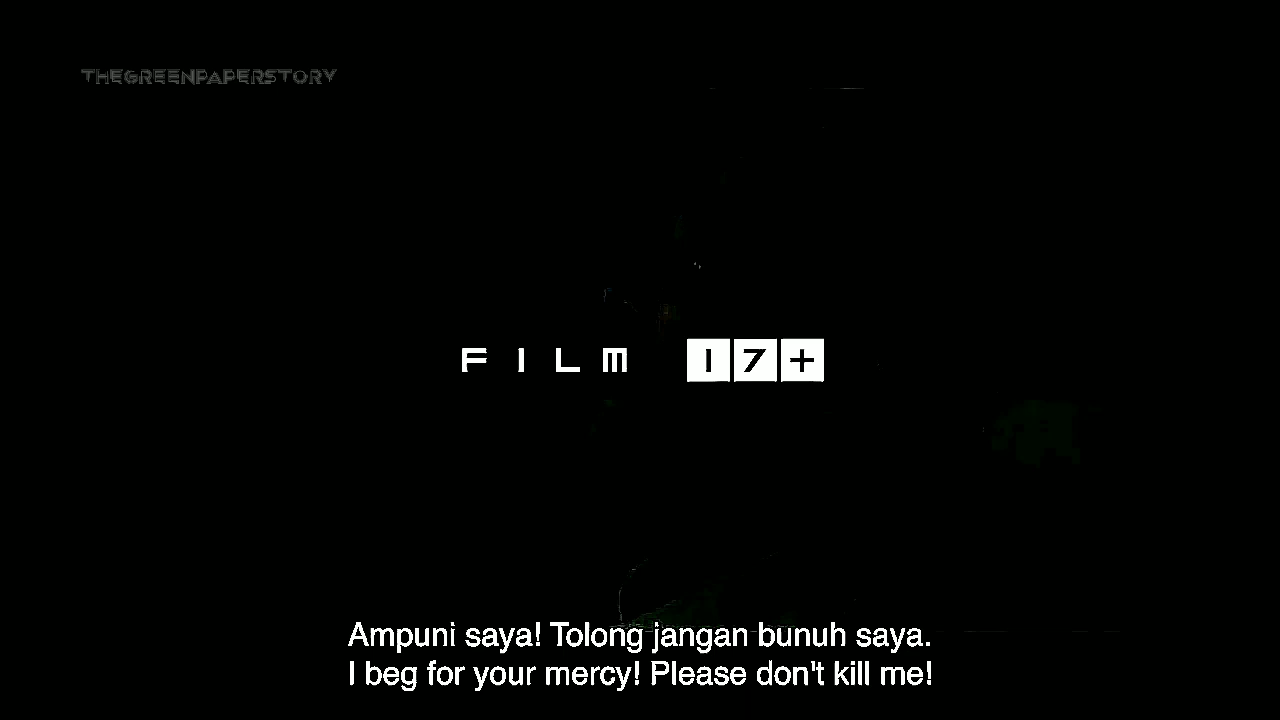 THEGREENPAPERSTORY
FILM 17+
Ampuni saya! Tolong jangan bunuh saya.
I beg for your mercy! Please don't kill me!